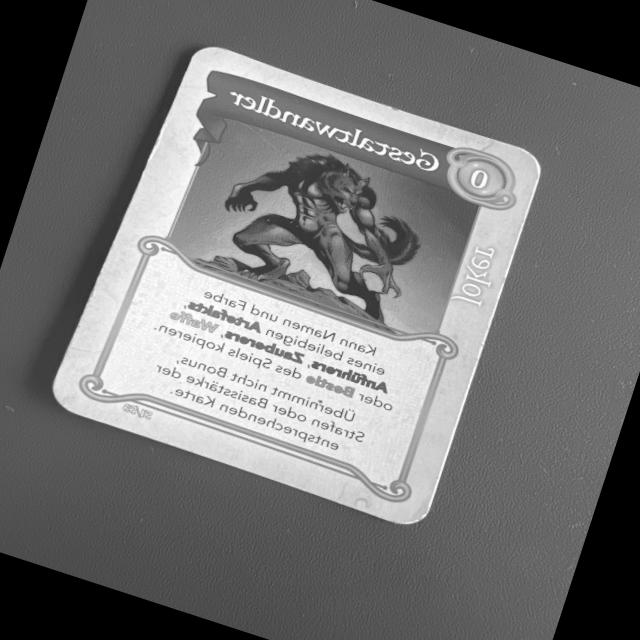 Gestaltwandler
0
Joker
Kann Namen und Farbe
eines beliebigen Artefakts,
Anführers, Zauberers, Waffe
oder Bestie des Spiels kopieren.
Übernimmt nicht Bonus,
Strafen oder Basisstärke der
entsprechenden Karte.